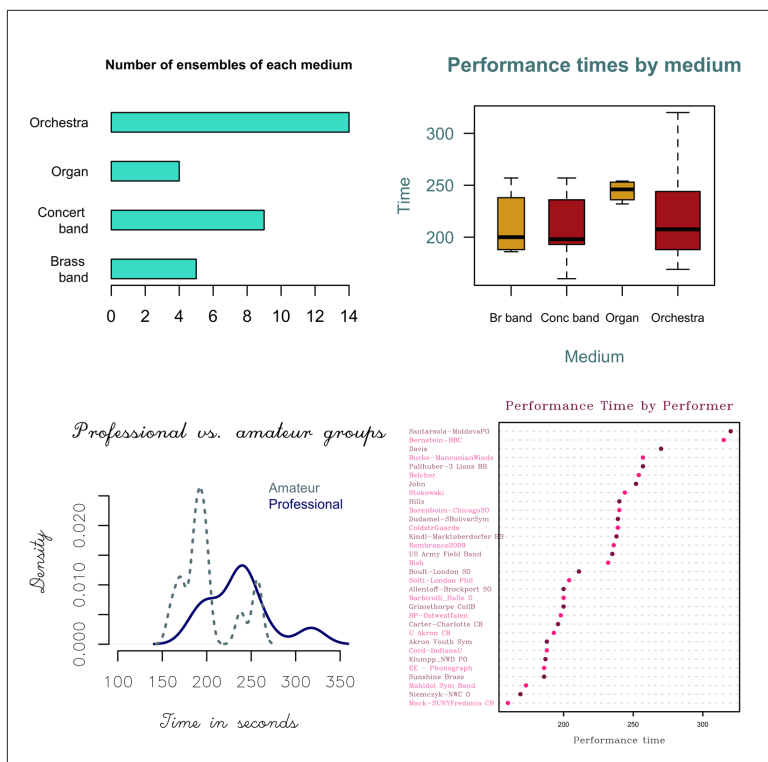 Number of ensembles of each medium
Orchestra
Organ
Concert
band
Brass
band
0 2 4 6 8 10 12 14
Performance times by medium
Time
300
250
200
Br band Conc band Organ Orchestra
Medium
Professional vs. amateur groups
Amateur
Professional
Density
0.020
0.010
0.000
100 150 200 250 300 350
Time in seconds
Performance Time by Performer
Santarsola-MoldovaPO
Bernstein-BBC
Davis
Burke-MancunianWinds
Pallhuber-3 Lions BB
Belcher
John
Stokowski
Hills
Barenboim-ChicagoSO
Dudamel-SBolivarSym
ColdstrGuards
Kindl-Marktoberdorfer BB
Rembrance2009
US Army Field Band
Bish
Boult-London SO
Solti-London Phil
Allentoff-Brockport SO
Barbirolli_Halle O
Grimethorpe CollB
BP-Ostwestfalen
Carter-Charlotte CB
U Akron CB
Akron Youth Sym
Cord-IndianaU
Klumpp_NWD PO
EE - Phonograph
Sunshine Brass
Mahidol Sym Band
Niemczyk-NWC O
Mack-SUNYFredonia CB
200 250 300
Performance time